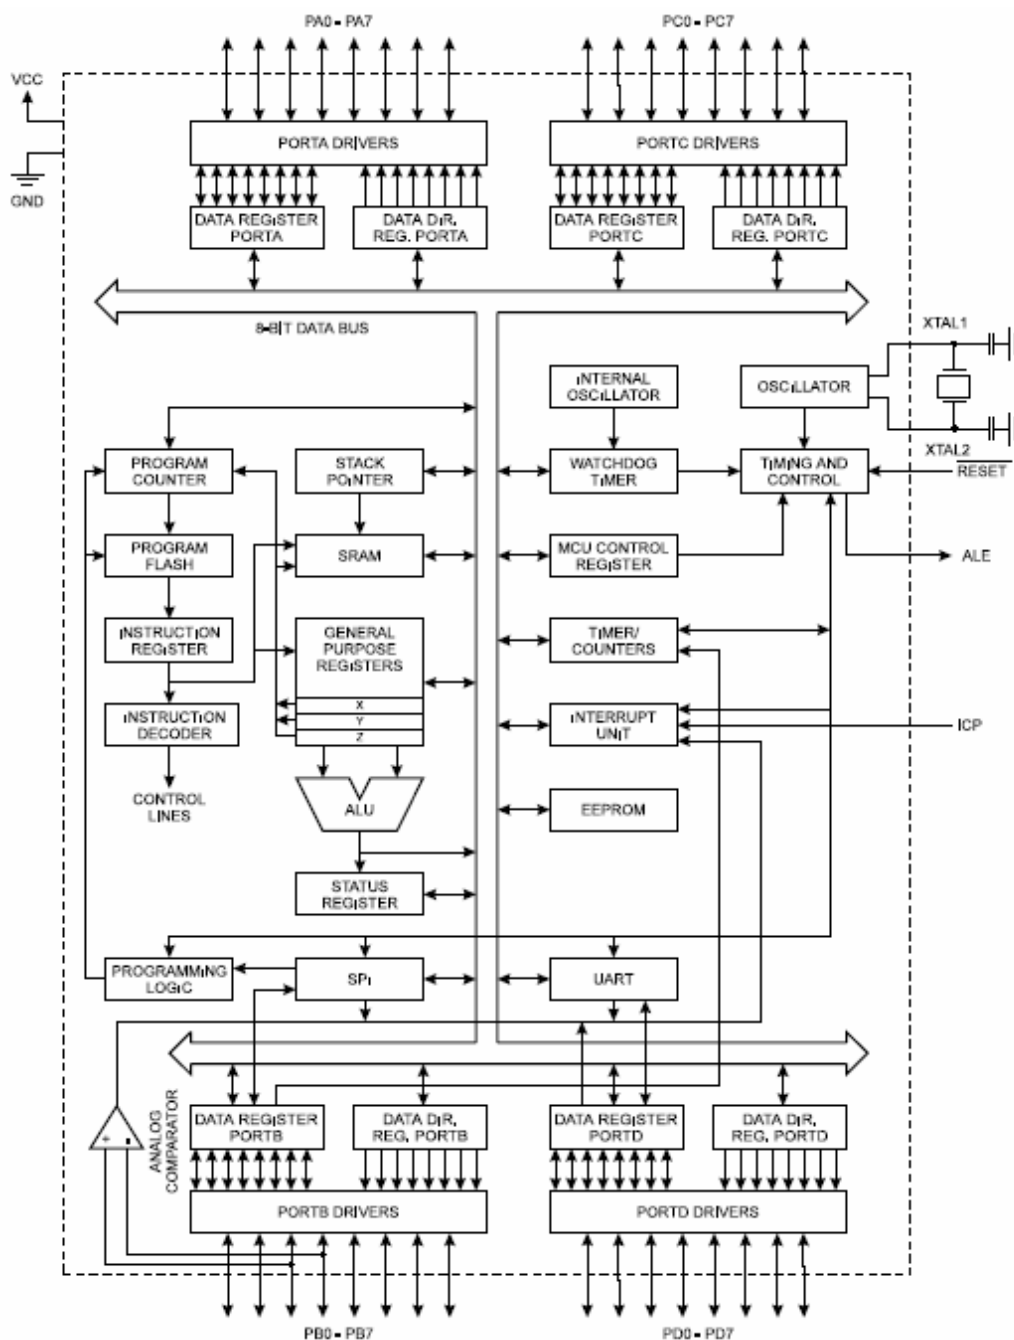 PA0 - PA7
PC0 - PC7
VCC
GND
PORTA DRIVERS
PORTC DRIVERS
DATA REGISTER
PORTA
DATA DIR.
REG. PORTA
DATA REGISTER
PORTC
DATA DIR.
REG. PORTC
8-BIT DATA BUS
XTAL1
INTERNAL
OSCILLATOR
OSCILLATOR
XTAL2
RESET
PROGRAM
COUNTER
STACK
POINTER
WATCHDOG
TIMER
TIMING AND
CONTROL
PROGRAM
FLASH
SRAM
MCU CONTROL
REGISTER
ALE
INSTRUCTION
REGISTER
GENERAL
PURPOSE
REGISTERS
X
Y
Z
TIMER/
COUNTERS
INSTRUCTION
DECODER
INTERRUPT
UNIT
ICP
CONTROL
LINES
ALU
EEPROM
STATUS
REGISTER
PROGRAMMING
LOGIC
SPI
UART
ANALOG
COMPARATOR
+
-
DATA REGISTER
PORTB
DATA DIR.
REG. PORTB
DATA REGISTER
PORTD
DATA DIR.
REG. PORTD
PORTB DRIVERS
PORTD DRIVERS
PB0 - PB7
PD0 - PD7